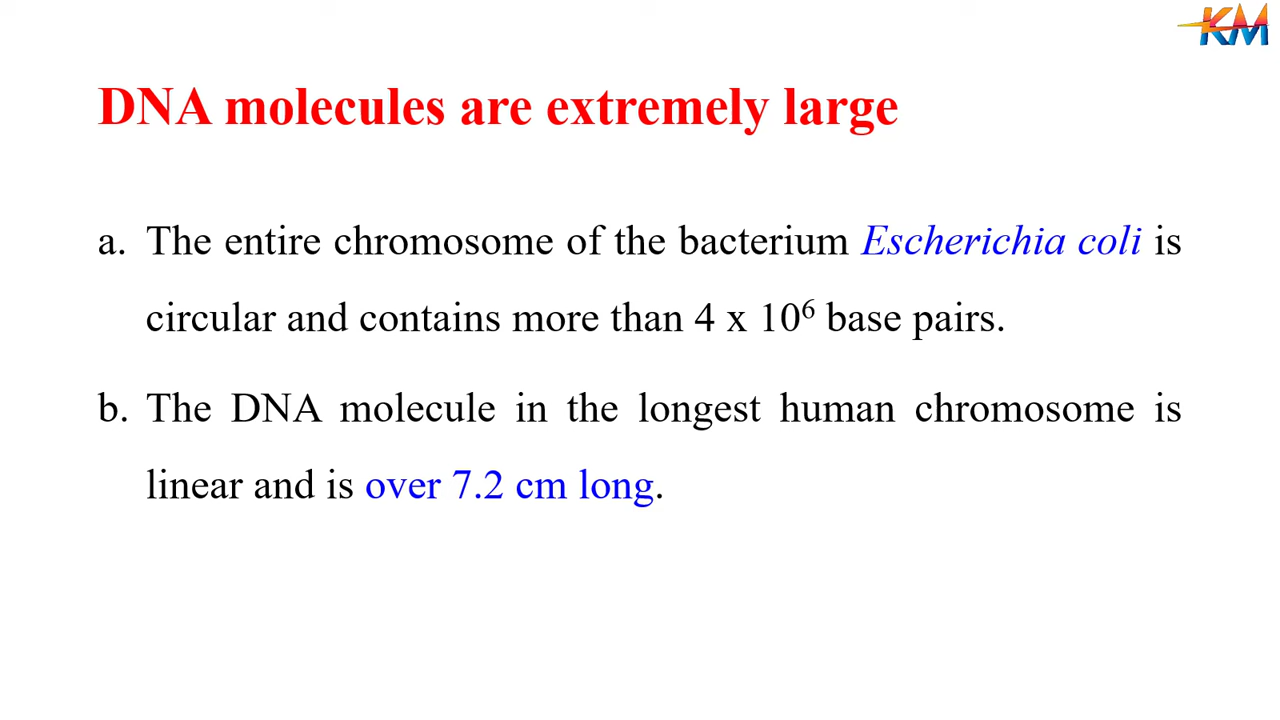 KM
DNA molecules are extremely large
a. The entire chromosome of the bacterium Escherichia coli is
circular and contains more than 4 x 10⁶ base pairs.
b. The DNA molecule in the longest human chromosome is
linear and is over 7.2 cm long.